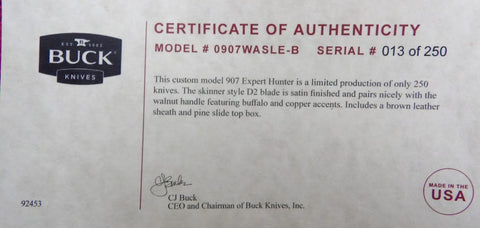 EST 1902
BUCK
KNIVES
CERTIFICATE OF AUTHENTICITY
MODEL # 0907WASLE-B SERIAL # 013 of 250
This custom model 907 Expert Hunter is a limited production of only 250
knives. The skinner style D2 blade is satin finished and pairs nicely with the
walnut handle featuring buffalo and copper accents. Includes a brown leather
sheath and pine slide top box.
CJ Buck
CEO and Chairman of Buck Knives, Inc.
92453
MADE IN THE
USA